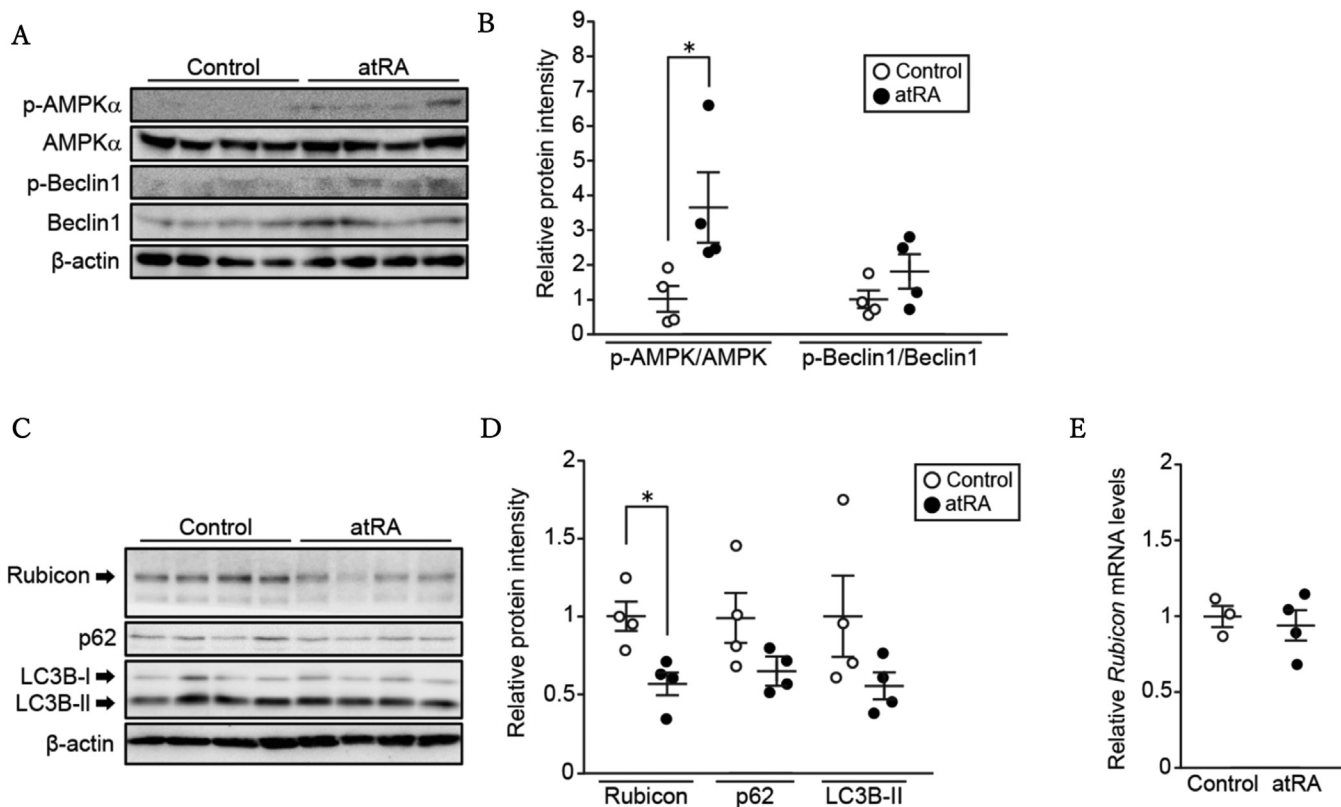 A
Control atRA
p-AMPKα
AMPKα
p-Beclin1
Beclin1
β-actin
B
Relative protein intensity
9
8
7
6
5
4
3
2
1
0
*
Control
atRA
p-AMPK/AMPK p-Beclin1/Beclin1
C
Control atRA
Rubicon
p62
LC3B-I
LC3B-II
β-actin
D
Relative protein intensity
2
1.5
1
0.5
0
*
Control
atRA
Rubicon p62 LC3B-II
E
Relative Rubicon mRNA levels
2
1.5
1
0.5
0
Control atRA